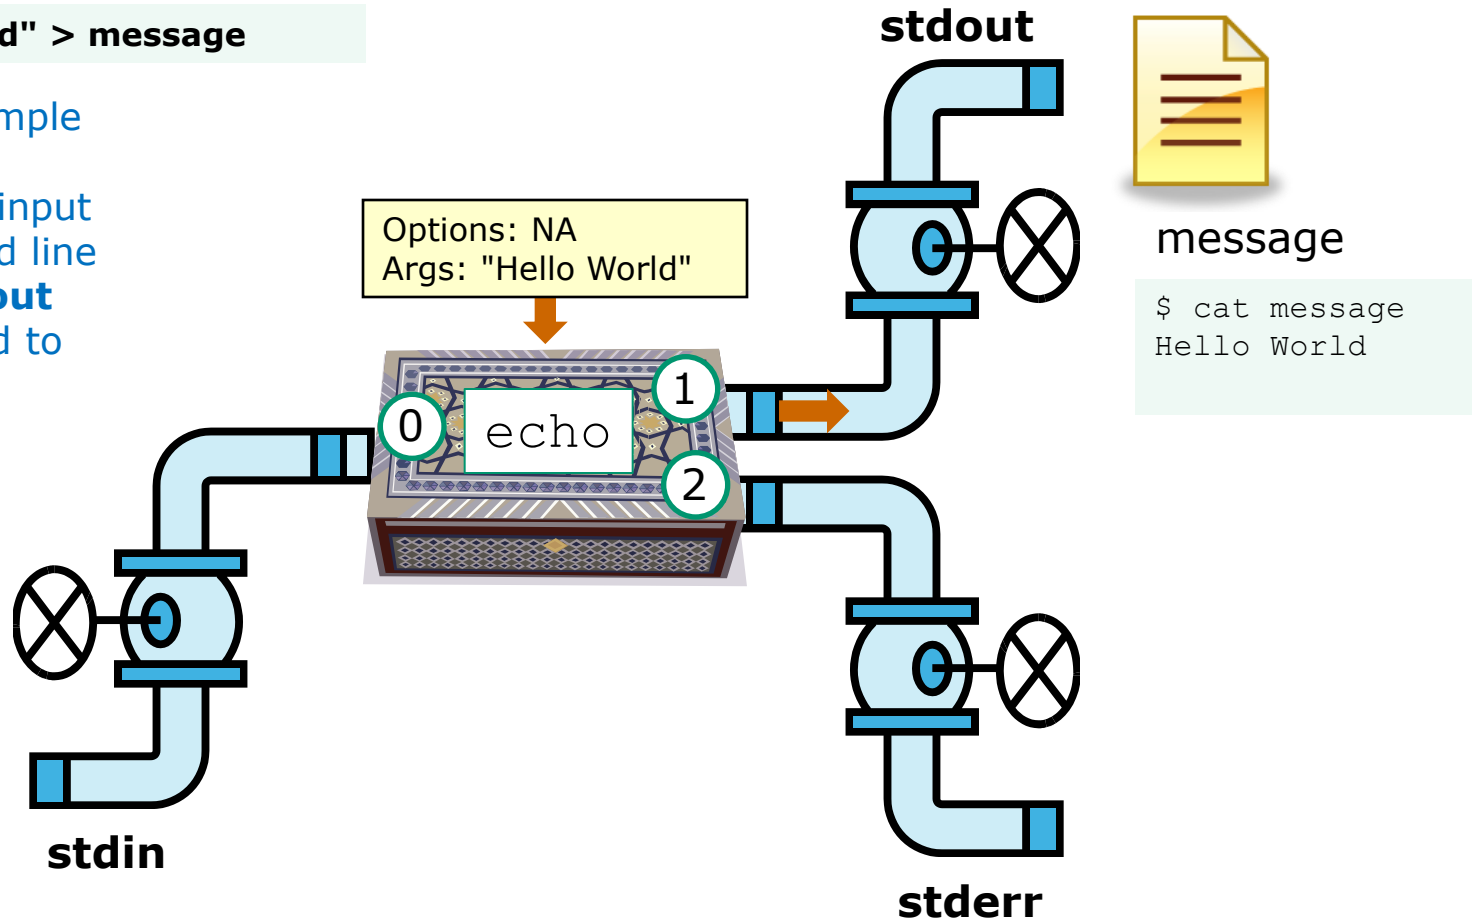 d" > message
mple
input
d line
out
d to
Options: NA
Args: "Hello World"
0
echo
1
2
stdin
stdout
stderr
message
$ cat message
Hello World